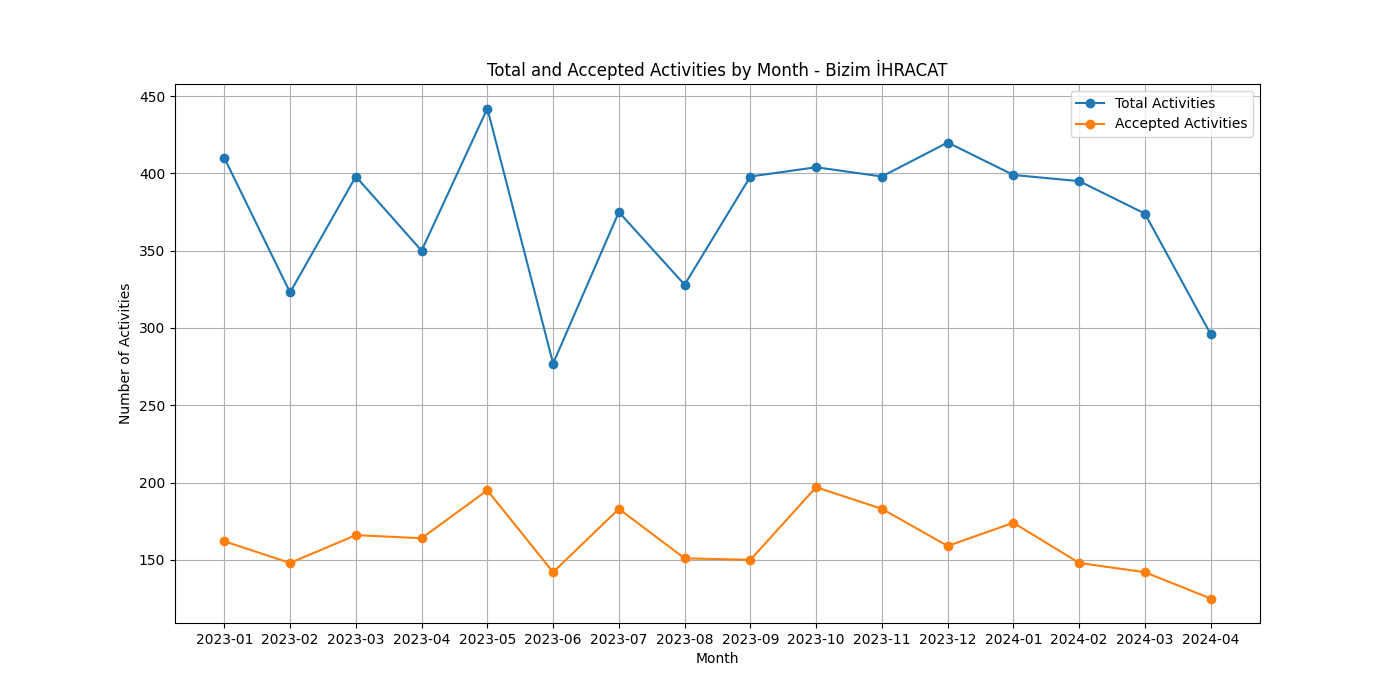 Total and Accepted Activities by Month - Bizim İHRACAT
Total Activities
Accepted Activities
450
400
350
300
250
200
150
Number of Activities
2023-01 2023-02 2023-03 2023-04 2023-05 2023-06 2023-07 2023-08 2023-09 2023-10 2023-11 2023-12 2024-01 2024-02 2024-03 2024-04
Month